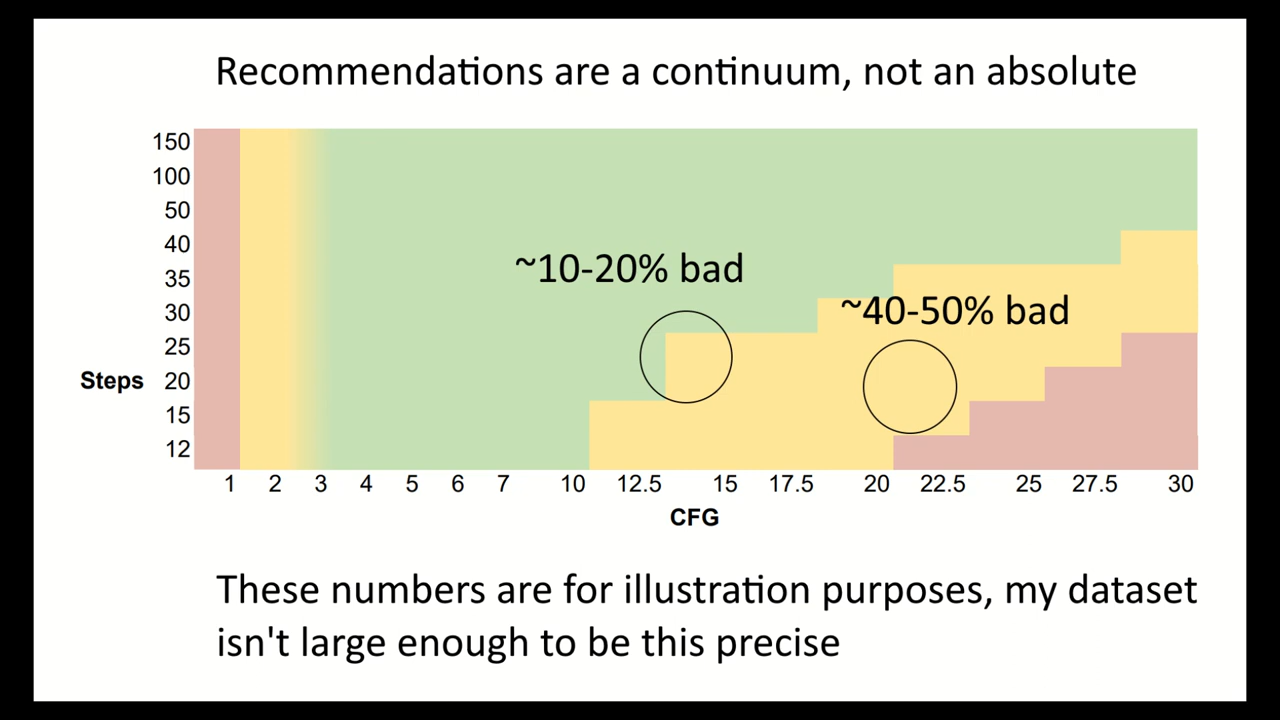 Recommendations are a continuum, not an absolute
150
100
50
40
~10-20% bad
35
30
~40-50% bad
25
Steps
20
15
12
1 2 3 4 5 6 7 10 12.5 15 17.5 20 22.5 25 27.5 30
CFG
These numbers are for illustration purposes, my dataset
isn't large enough to be this precise